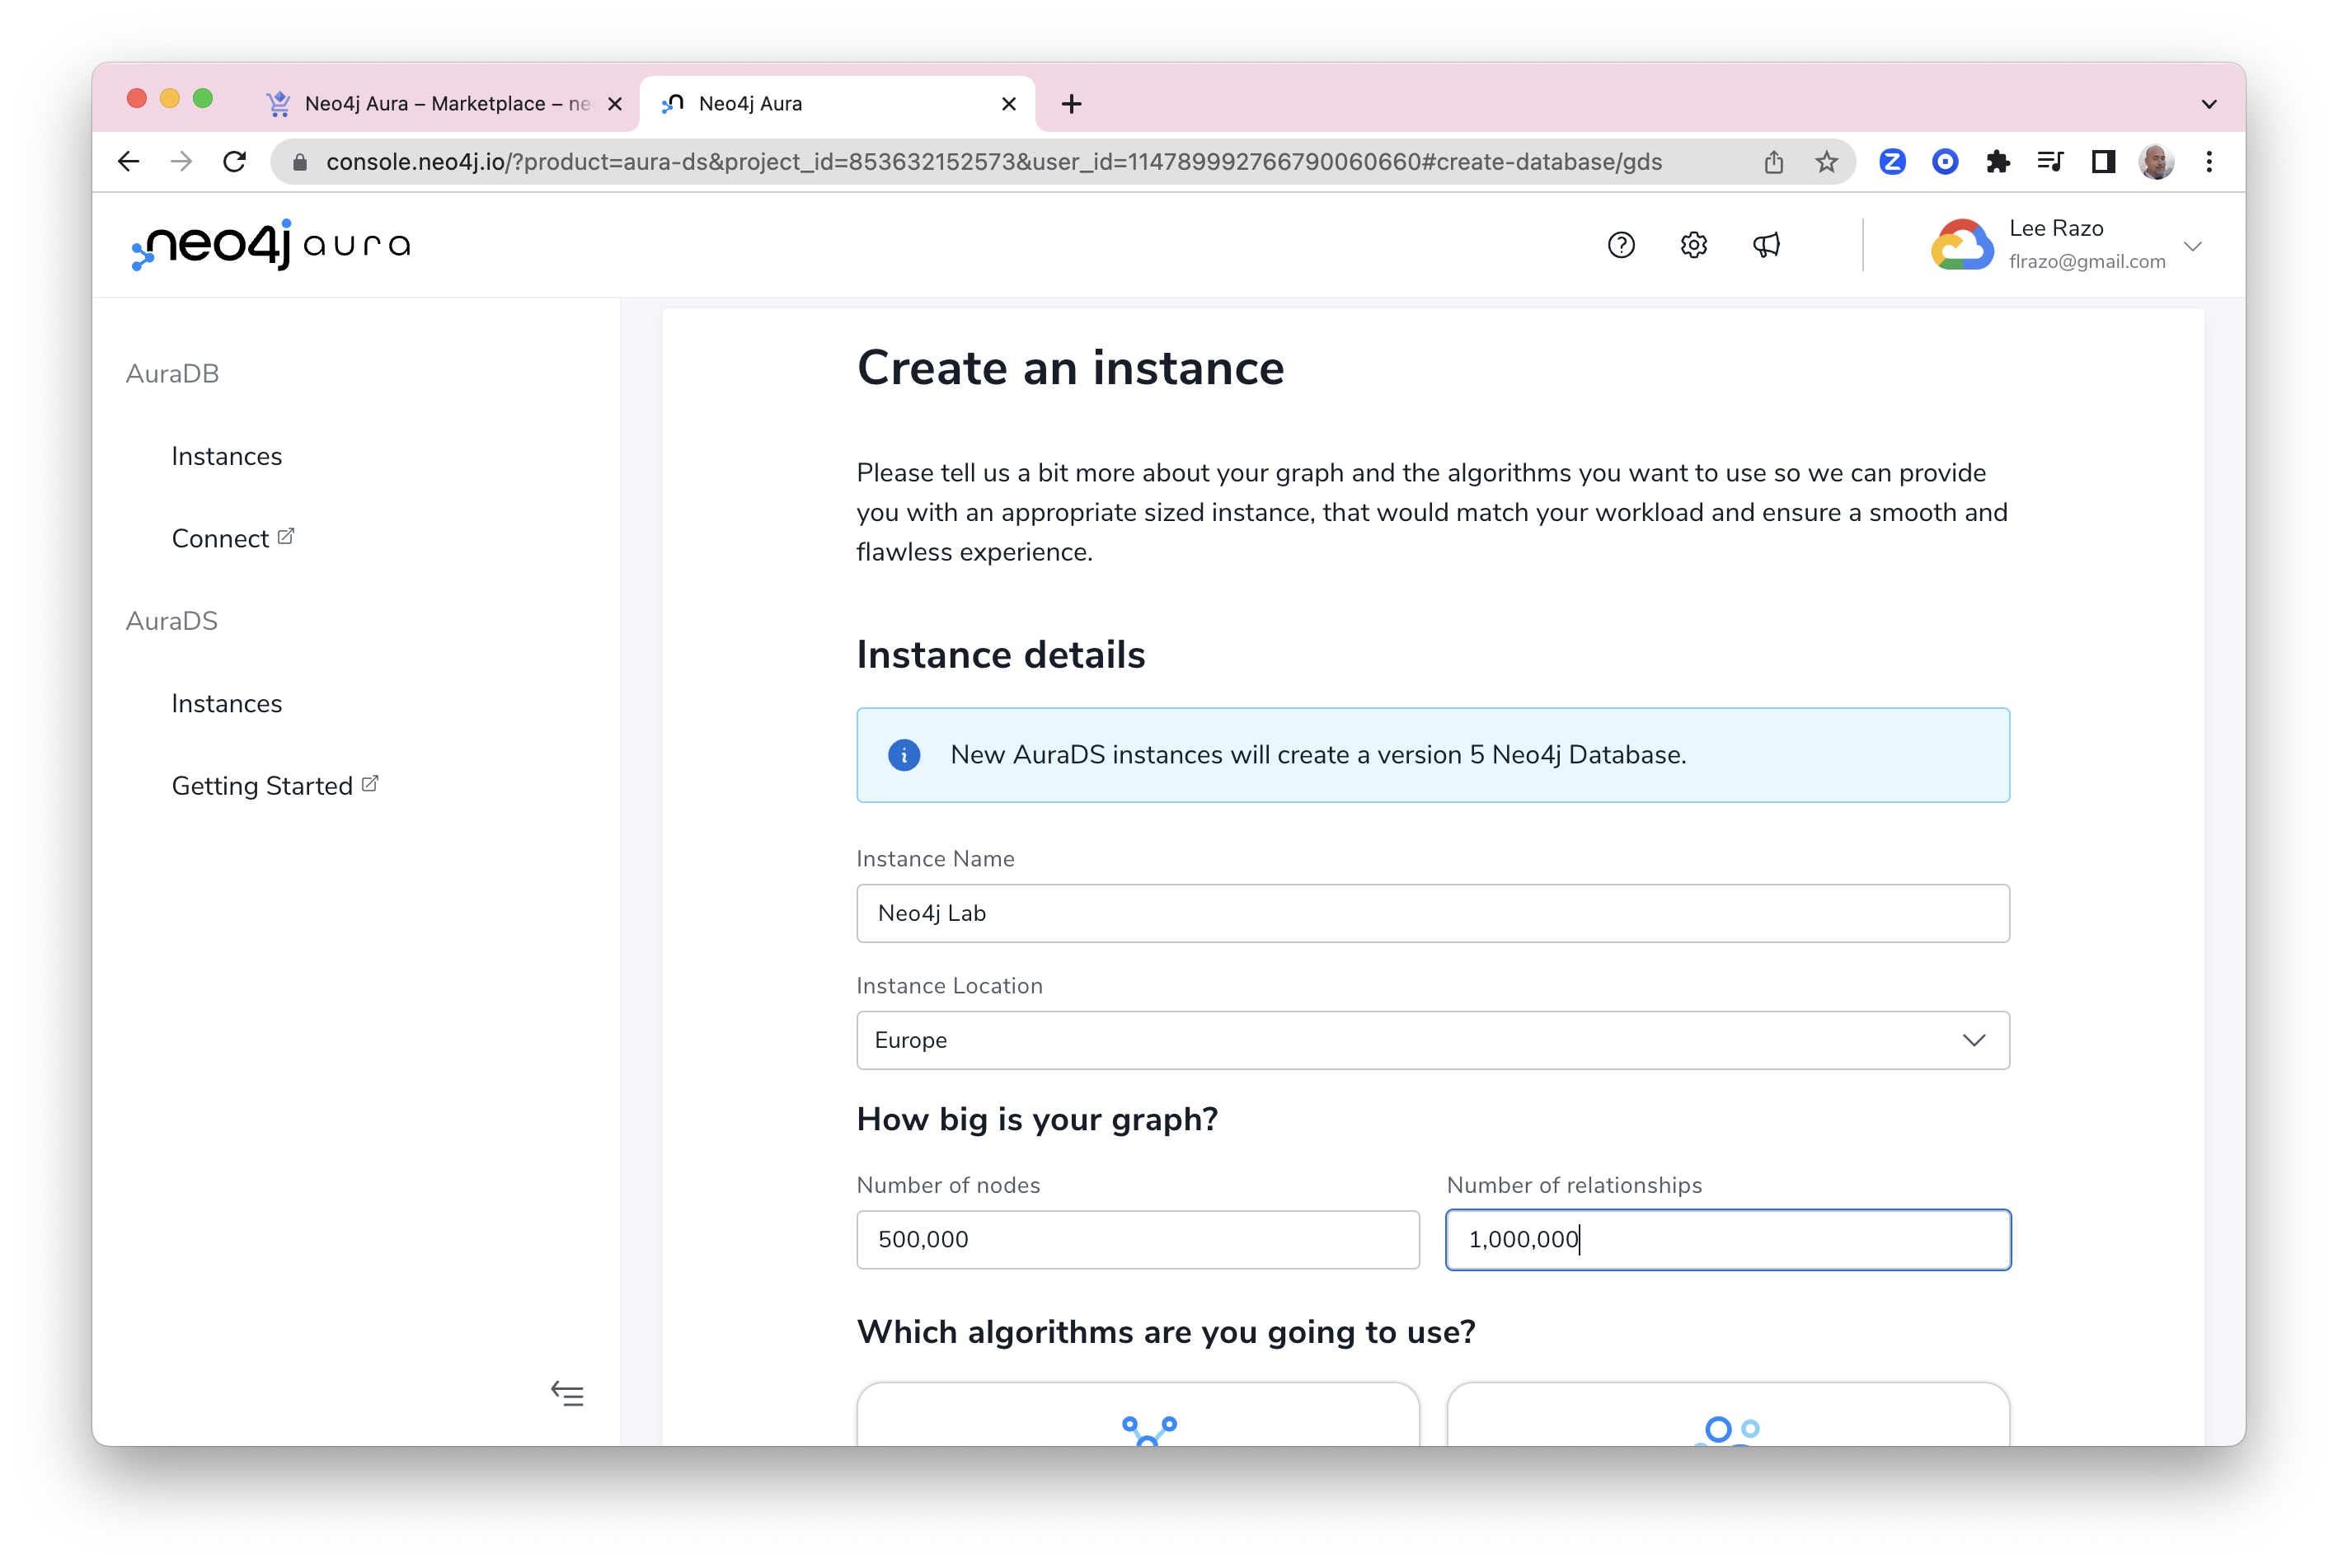 Neo4j Aura – Marketplace – ne
Neo4j Aura
console.neo4j.io/?product=aura-ds&project_id=853632152573&user_id=114789992766790060660#create-database/gds
neo4j aura
Lee Razo
flrazo@gmail.com
AuraDB
Instances
Connect
AuraDS
Instances
Getting Started
Create an instance
Please tell us a bit more about your graph and the algorithms you want to use so we can provide
you with an appropriate sized instance, that would match your workload and ensure a smooth and
flawless experience.
Instance details
New AuraDS instances will create a version 5 Neo4j Database.
Instance Name
Neo4j Lab
Instance Location
Europe
How big is your graph?
Number of nodes
Number of relationships
500,000
1,000,000
Which algorithms are you going to use?